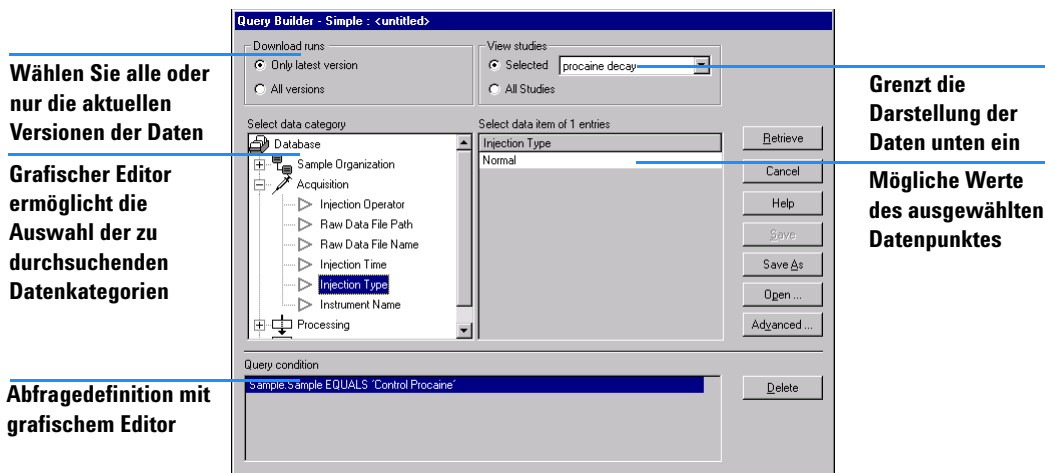 Query Builder - Simple : <untitled>
Wählen Sie alle oder
nur die aktuellen
Versionen der Daten
Grafischer Editor
ermöglicht die
Auswahl der zu
durchsuchenden
Datenkategorien
Abfragedefinition mit
grafischem Editor
Download runs
Only latest version
All versions
View studies
Selected
procaine decay
All Studies
Select data category
Database
Sample Organization
Acquisition
Injection Operator
Raw Data File Path
Raw Data File Name
Injection Time
Injection Type
Instrument Name
Processing
Select data item of 1 entries
Injection Type
Normal
Retrieve
Cancel
Help
Save
Save As
Open ...
Advanced ...
Query condition
Sample.Sample EQUALS 'Control Procaine'
Delete
Grenzt die
Darstellung der
Daten unten ein
Mögliche Werte
des ausgewählten
Datenpunktes